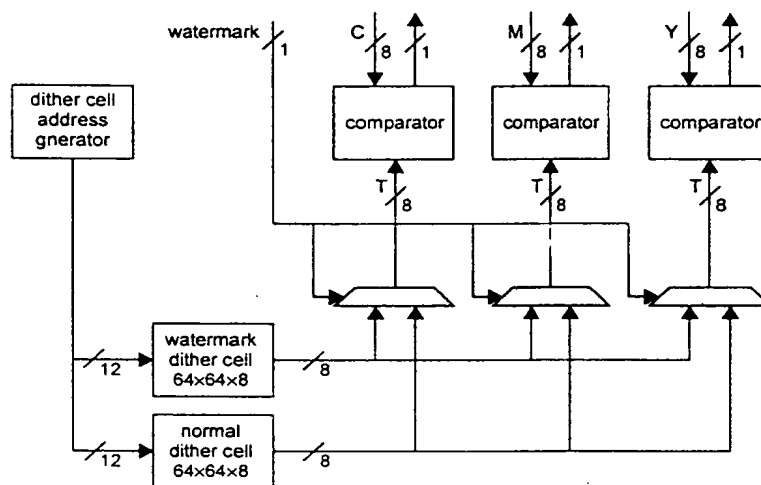 watermark
1
C
8
1
M
8
1
Y
8
1
dither cell
address
gnerator
comparator
comparator
comparator
T
8
T
8
T
8
watermark
dither cell
64×64×8
12
8
normal
dither cell
64×64×8
12
8